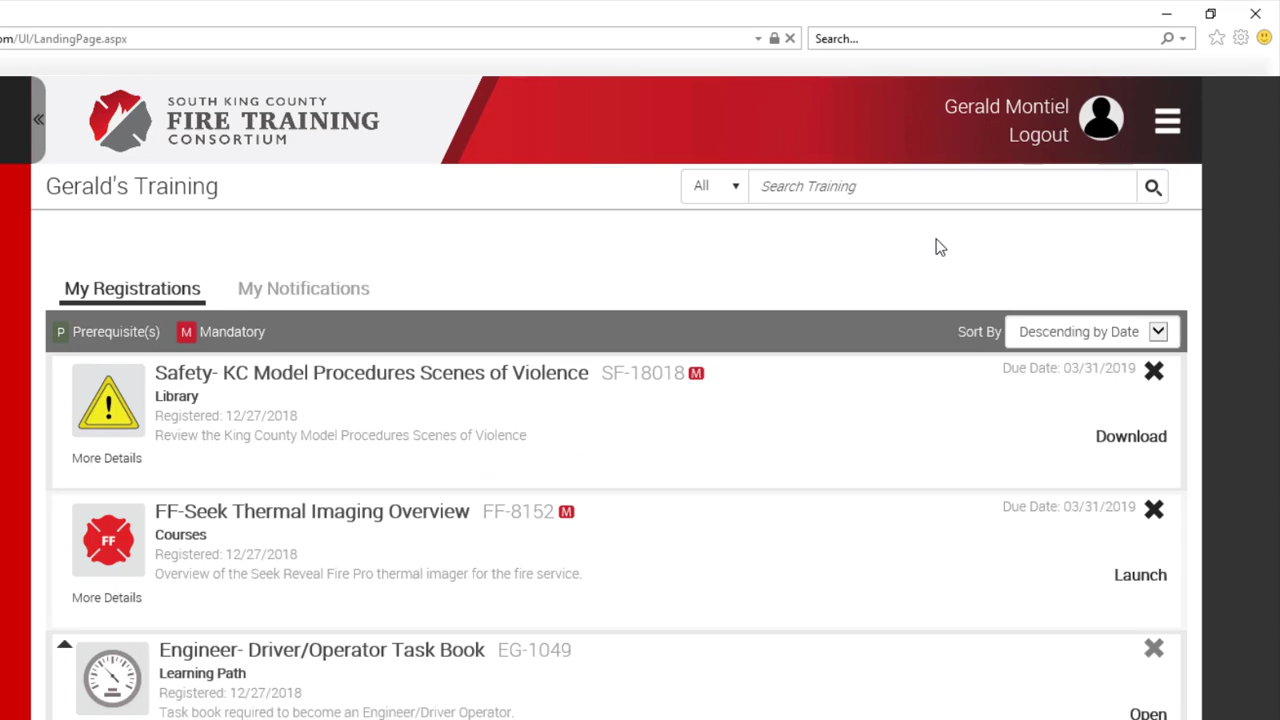 om/UI/LandingPage.aspx
Search...
«
SOUTH KING COUNTY
FIRE TRAINING
CONSORTIUM
Gerald Montiel
Logout
Gerald's Training
All
Search Training
My Registrations
My Notifications
P Prerequisite(s)
M Mandatory
Sort By
Descending by Date
Safety- KC Model Procedures Scenes of Violence SF-18018 M
Due Date: 03/31/2019
Library
Registered: 12/27/2018
Review the King County Model Procedures Scenes of Violence
Download
More Details
FF-Seek Thermal Imaging Overview FF-8152 M
Due Date: 03/31/2019
FF
Courses
Registered: 12/27/2018
Overview of the Seek Reveal Fire Pro thermal imager for the fire service.
Launch
More Details
Engineer- Driver/Operator Task Book EG-1049
Learning Path
Registered: 12/27/2018
Task book required to become an Engineer/Driver Operator.
Open